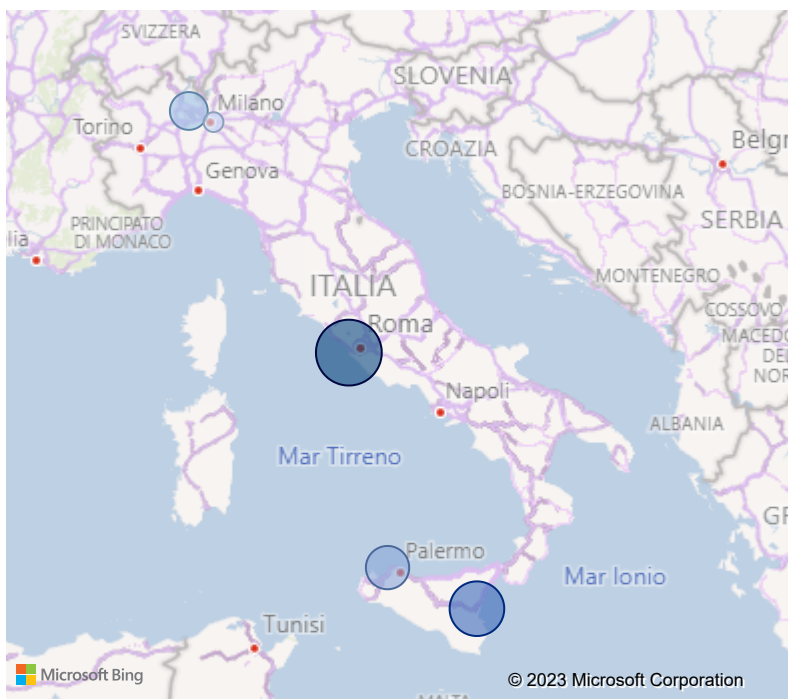 SVIZZERA
SLOVENIA
Milano
Torino
CROAZIA
Belgr
Genova
BOSNIA-ERZEGOVINA
PRINCIPATO
DI MONACO
lia
SERBIA
ITALIA
MONTENEGRO
COSSOVO
Roma
MACEDO
DEL
NOR
Napoli
ALBANIA
Mar Tirreno
GR
Palermo
Mar Ionio
Tunisi
Microsoft Bing
© 2023 Microsoft Corporation
MALTA